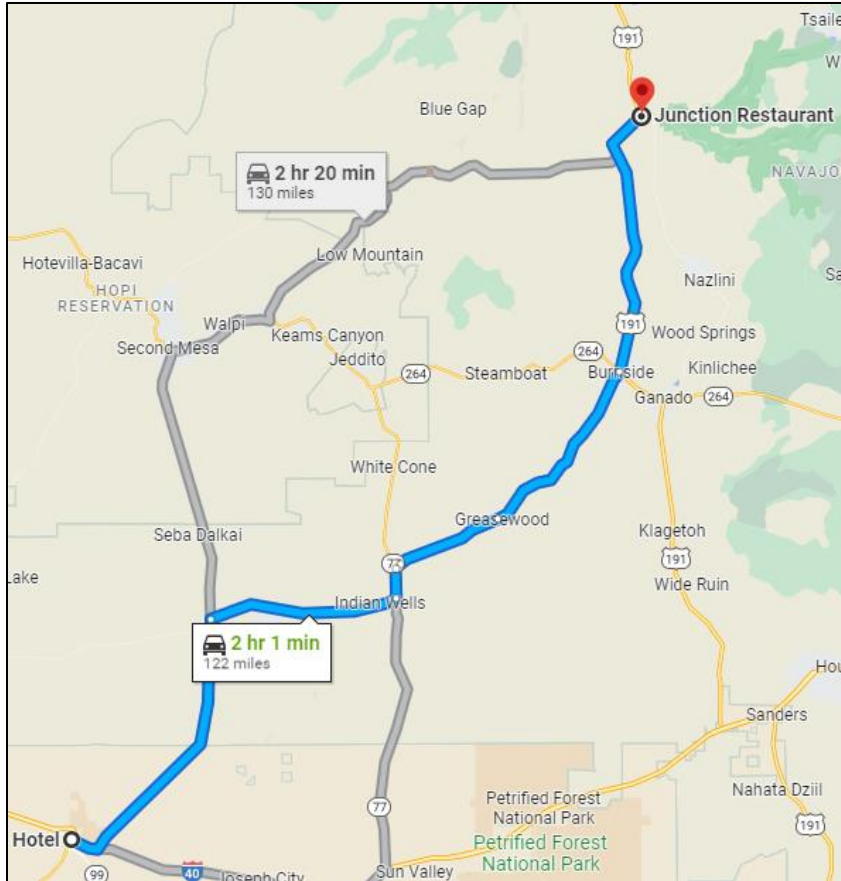 191
Tsaile
W
Blue Gap
Junction Restaurant
2 hr 20 min
130 miles
NAVAJO
Low Mountain
Hotevilla-Bacavi
HOPI
RESERVATION
Nazlini
Sa
Walpi
Keams Canyon
191
Wood Springs
Second Mesa
Jeddito
264
264
Steamboat
Burnside
Kinlichee
Ganado
264
White Cone
Greasewood
Seba Dalkai
Klagetoh
191
77
Lake
Wide Ruin
Indian Wells
2 hr 1 min
122 miles
Hou
Sanders
Nahata Dziil
77
Petrified Forest
National Park
191
Hotel
Petrified Forest
National Park
99
40
Joseph City
Sun Valley